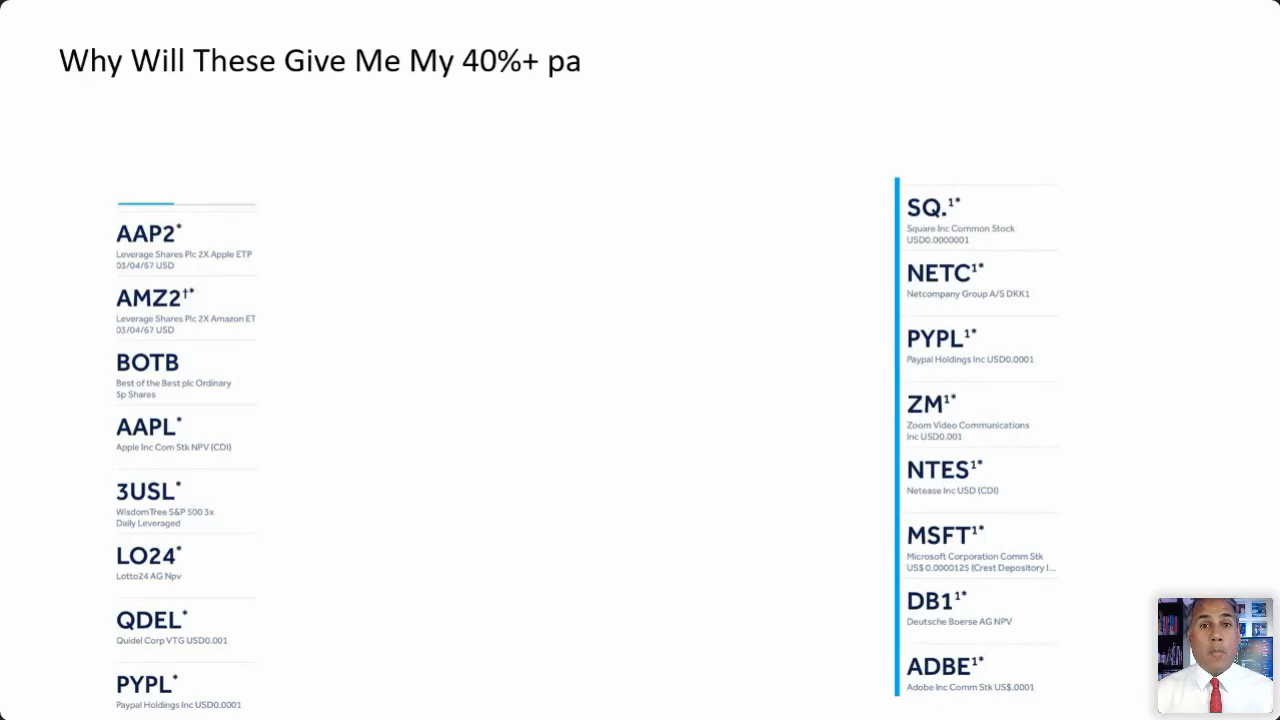 Why Will These Give Me My 40%+ pa
AAP2*
Leverage Shares Plc 2X Apple ETP
03/04/67 USD
AMZ2†*
Leverage Shares Plc 2X Amazon ET
03/04/67 USD
BOTB
Best of the Best plc Ordinary
5p Shares
AAPL*
Apple Inc Com Stk NPV (CDI)
3USL*
WisdomTree S&P 500 3x
Daily Leveraged
LO24*
Lotto24 AG Npv
QDEL*
Quidel Corp VTG USD0.001
PYPL*
Paypal Holdings Inc USD0.0001
SQ.¹*
Square Inc Common Stock
USD0.0000001
NETC¹*
Netcompany Group A/S DKK1
PYPL¹*
Paypal Holdings Inc USD0.0001
ZM¹*
Zoom Video Communications
Inc USD0.001
NTES¹*
Netease Inc USD (CDI)
MSFT¹*
Microsoft Corporation Comm Stk
US$ 0.0000125 (Crest Depository I...
DB1¹*
Deutsche Boerse AG NPV
ADBE¹*
Adobe Inc Comm Stk US$.0001